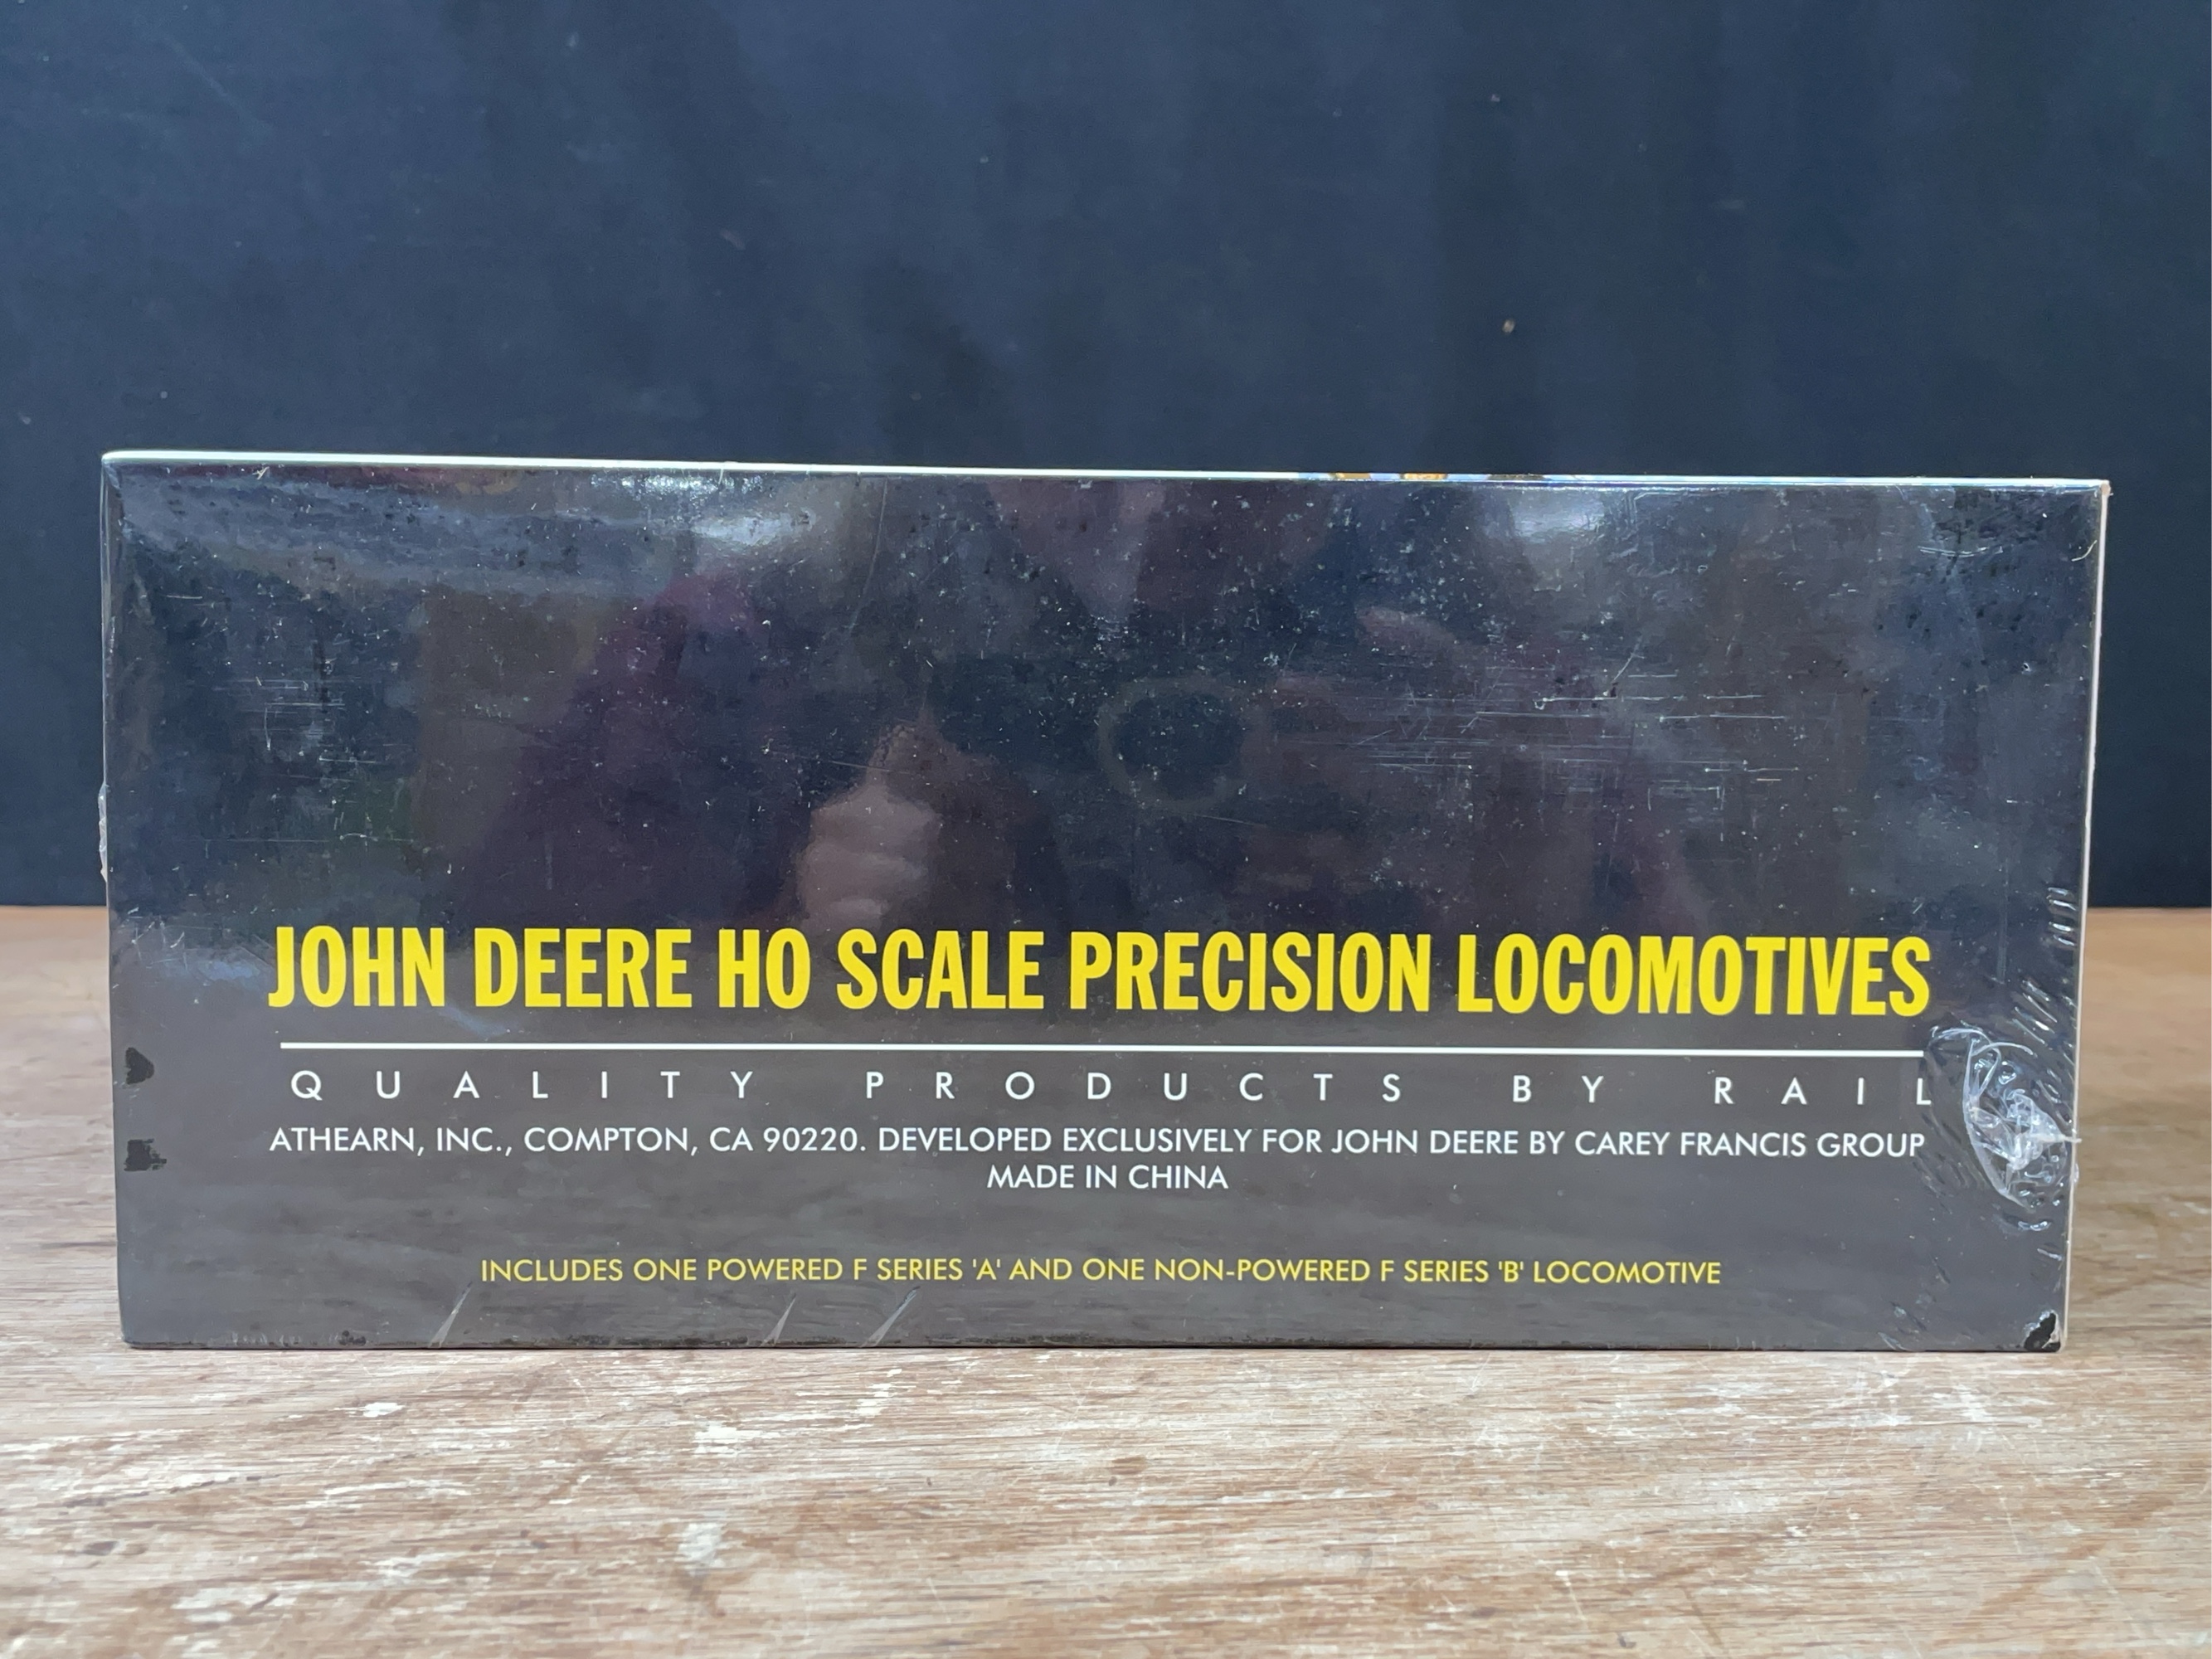 JOHN DEERE HO SCALE PRECISION LOCOMOTIVES
QUALITY PRODUCTS BY RAIL
ATHEARN, INC., COMPTON, CA 90220. DEVELOPED EXCLUSIVELY FOR JOHN DEERE BY CAREY FRANCIS GROUP
MADE IN CHINA
INCLUDES ONE POWERED F SERIES 'A' AND ONE NON-POWERED F SERIES 'B' LOCOMOTIVE